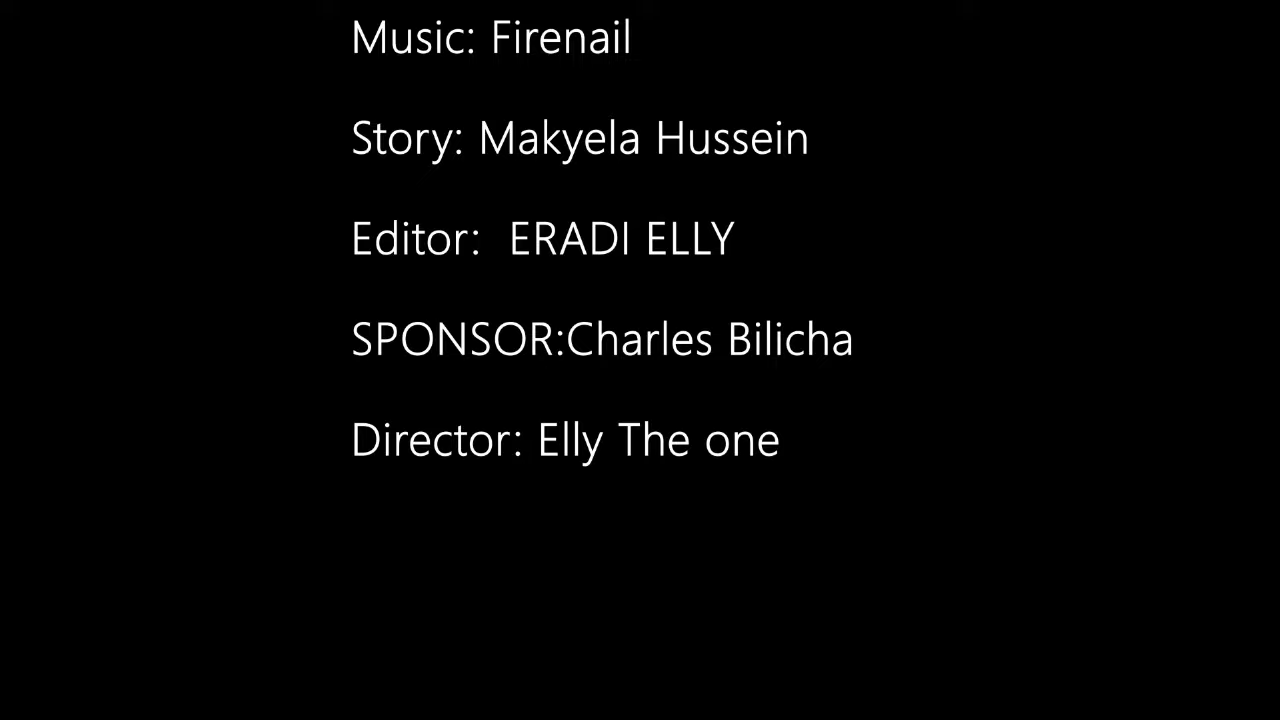 Music: Firenail
Story: Makyela Hussein
Editor:  ERADI ELLY
SPONSOR:Charles Bilicha
Director: Elly The one